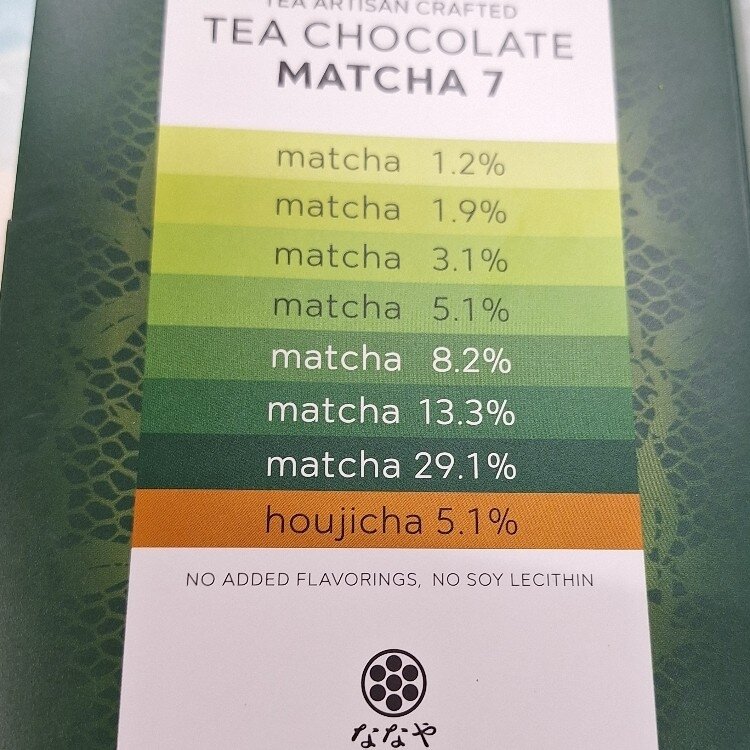 TEA ARTISAN CRAFTED
TEA CHOCOLATE
MATCHA 7
matcha 1.2%
matcha 1.9%
matcha 3.1%
matcha 5.1%
matcha 8.2%
matcha 13.3%
matcha 29.1%
houjicha 5.1%
NO ADDED FLAVORINGS, NO SOY LECITHIN
ななや